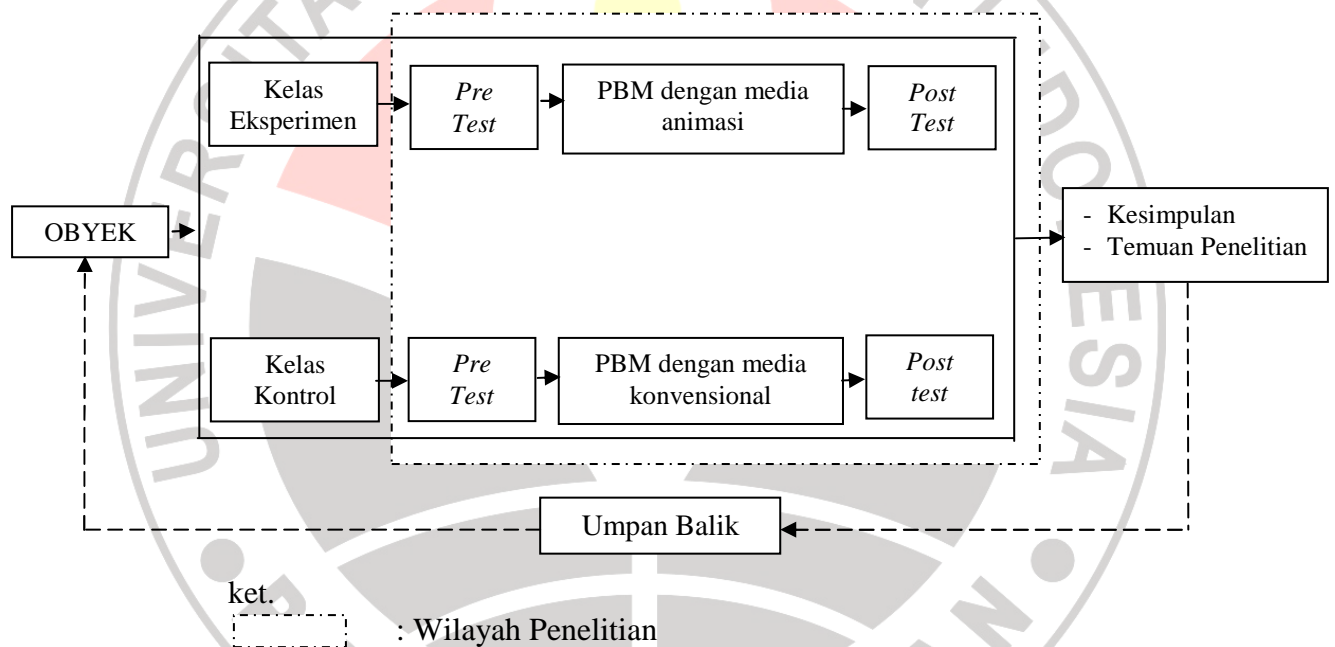 Kelas
Eksperimen
Pre
Test
PBM dengan media
animasi
Post
Test
OBYEK
- Kesimpulan
- Temuan Penelitian
Kelas
Kontrol
Pre
Test
PBM dengan media
konvensional
Post
test
Umpan Balik
ket.
: Wilayah Penelitian